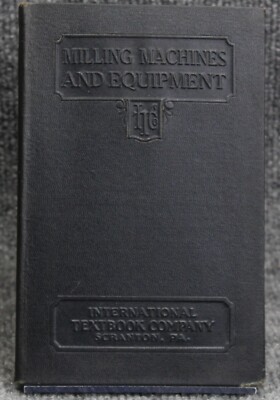 MILLING MACHINES
AND EQUIPMENT
ITC
INTERNATIONAL
TEXTBOOK COMPANY
SCRANTON, PA.